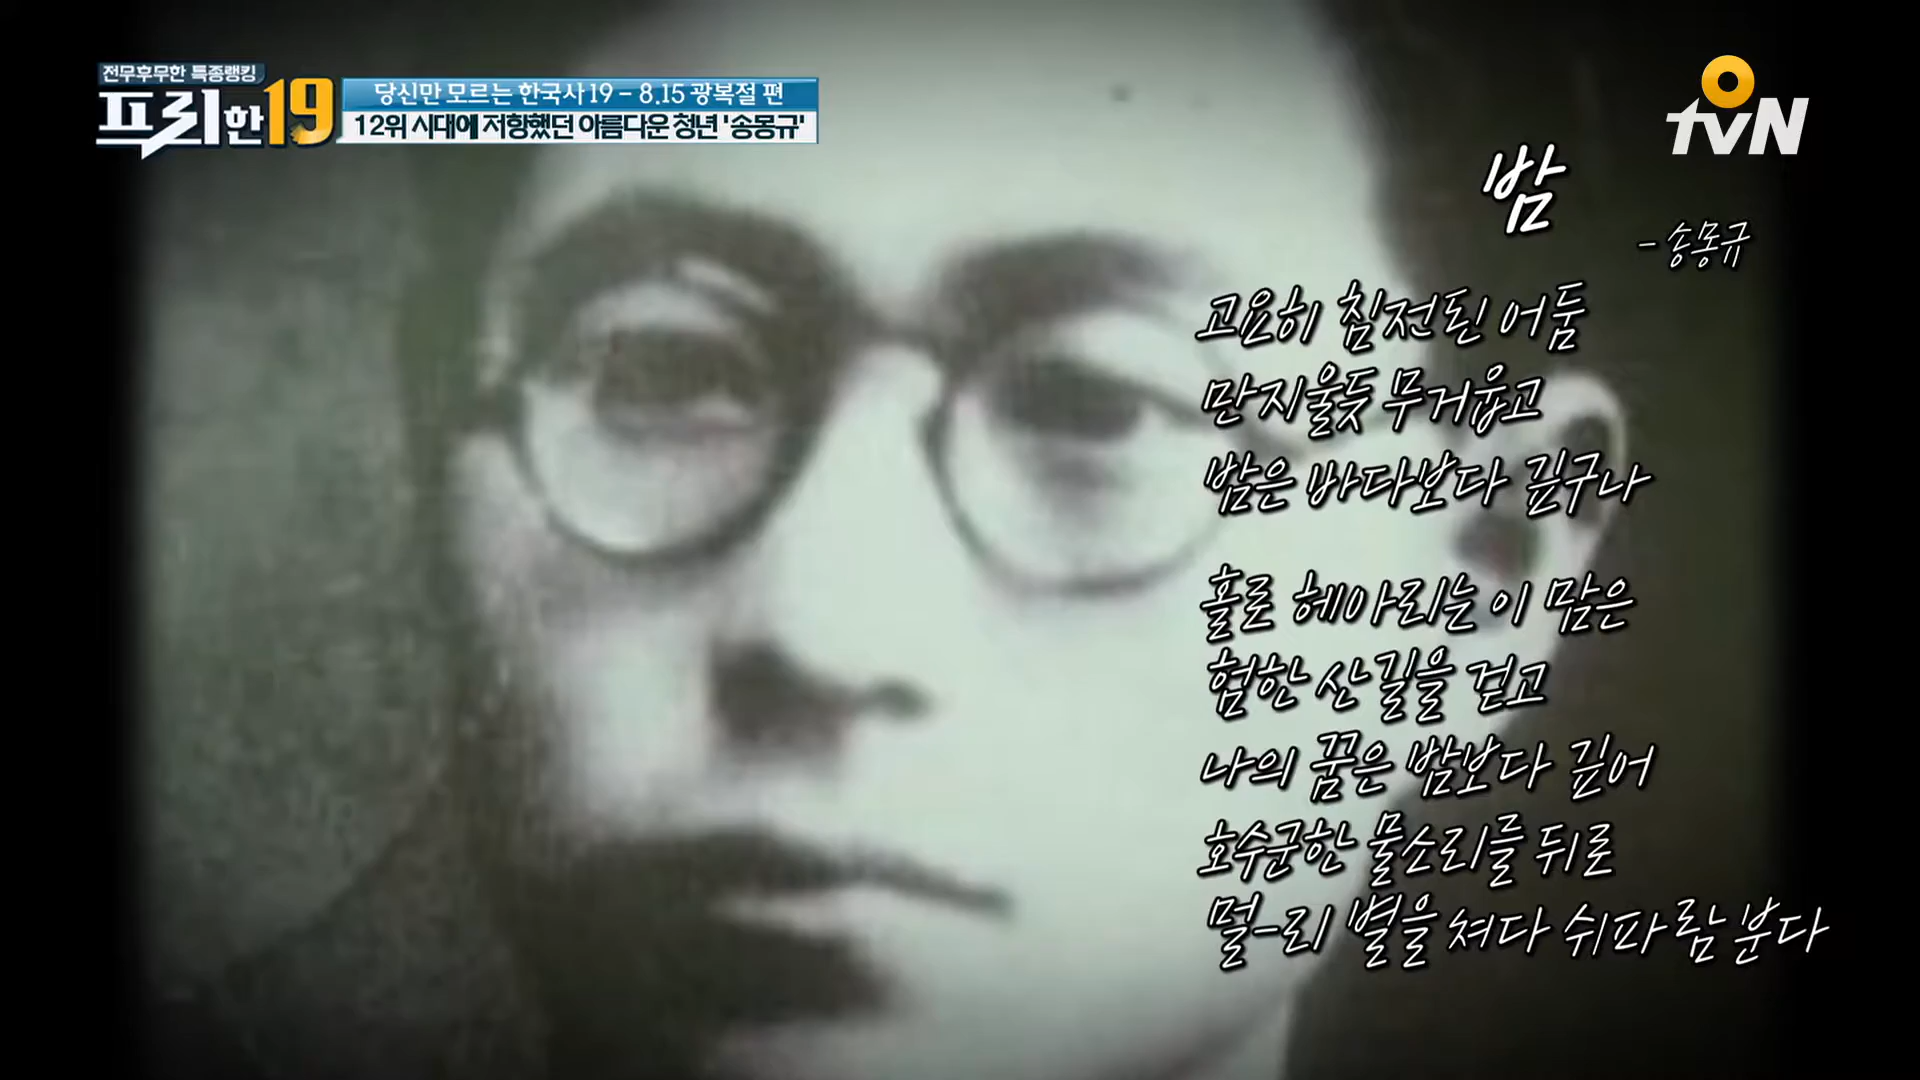 전무후무한 특종랭킹
프리한19
당신만 모르는 한국사 19 - 8.15 광복절 편
12위 시대에 저항했던 아름다운 청년 '송몽규'
O tvN
밤
- 송몽규
고요히 침전된 어둠
만지울듯 무거웁고
밤은 바다보다 깊구나
홀로 헤아리는 이 맘은
험한 산길을 걷고
나의 꿈은 밤보다 깊어
호수군한 물소리를 뒤로
멀-리 별을 쳐다 쉬파람 분다